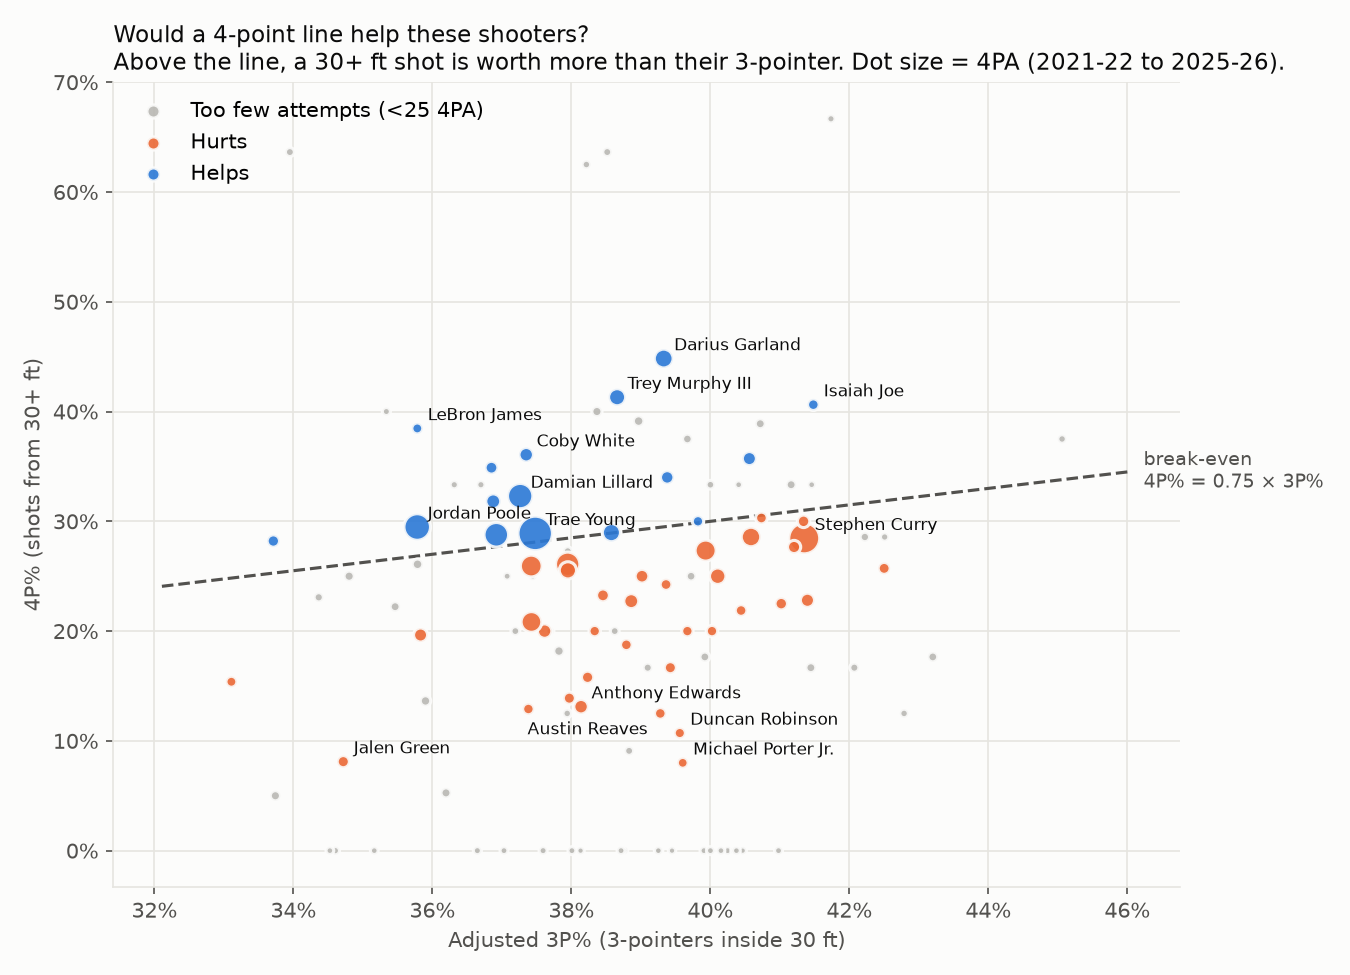 Would a 4-point line help these shooters?
Above the line, a 30+ ft shot is worth more than their 3-pointer. Dot size = 4PA (2021-22 to 2025-26).
70%
60%
50%
40%
30%
20%
10%
0%
4P% (shots from 30+ ft)
Too few attempts (<25 4PA)
Hurts
Helps
Darius Garland
Trey Murphy III
Isaiah Joe
LeBron James
Coby White
break-even
4P% = 0.75 × 3P%
Damian Lillard
Jordan Poole
Trae Young
Stephen Curry
Anthony Edwards
Duncan Robinson
Austin Reaves
Michael Porter Jr.
Jalen Green
32%
34%
36%
38%
40%
42%
44%
46%
Adjusted 3P% (3-pointers inside 30 ft)